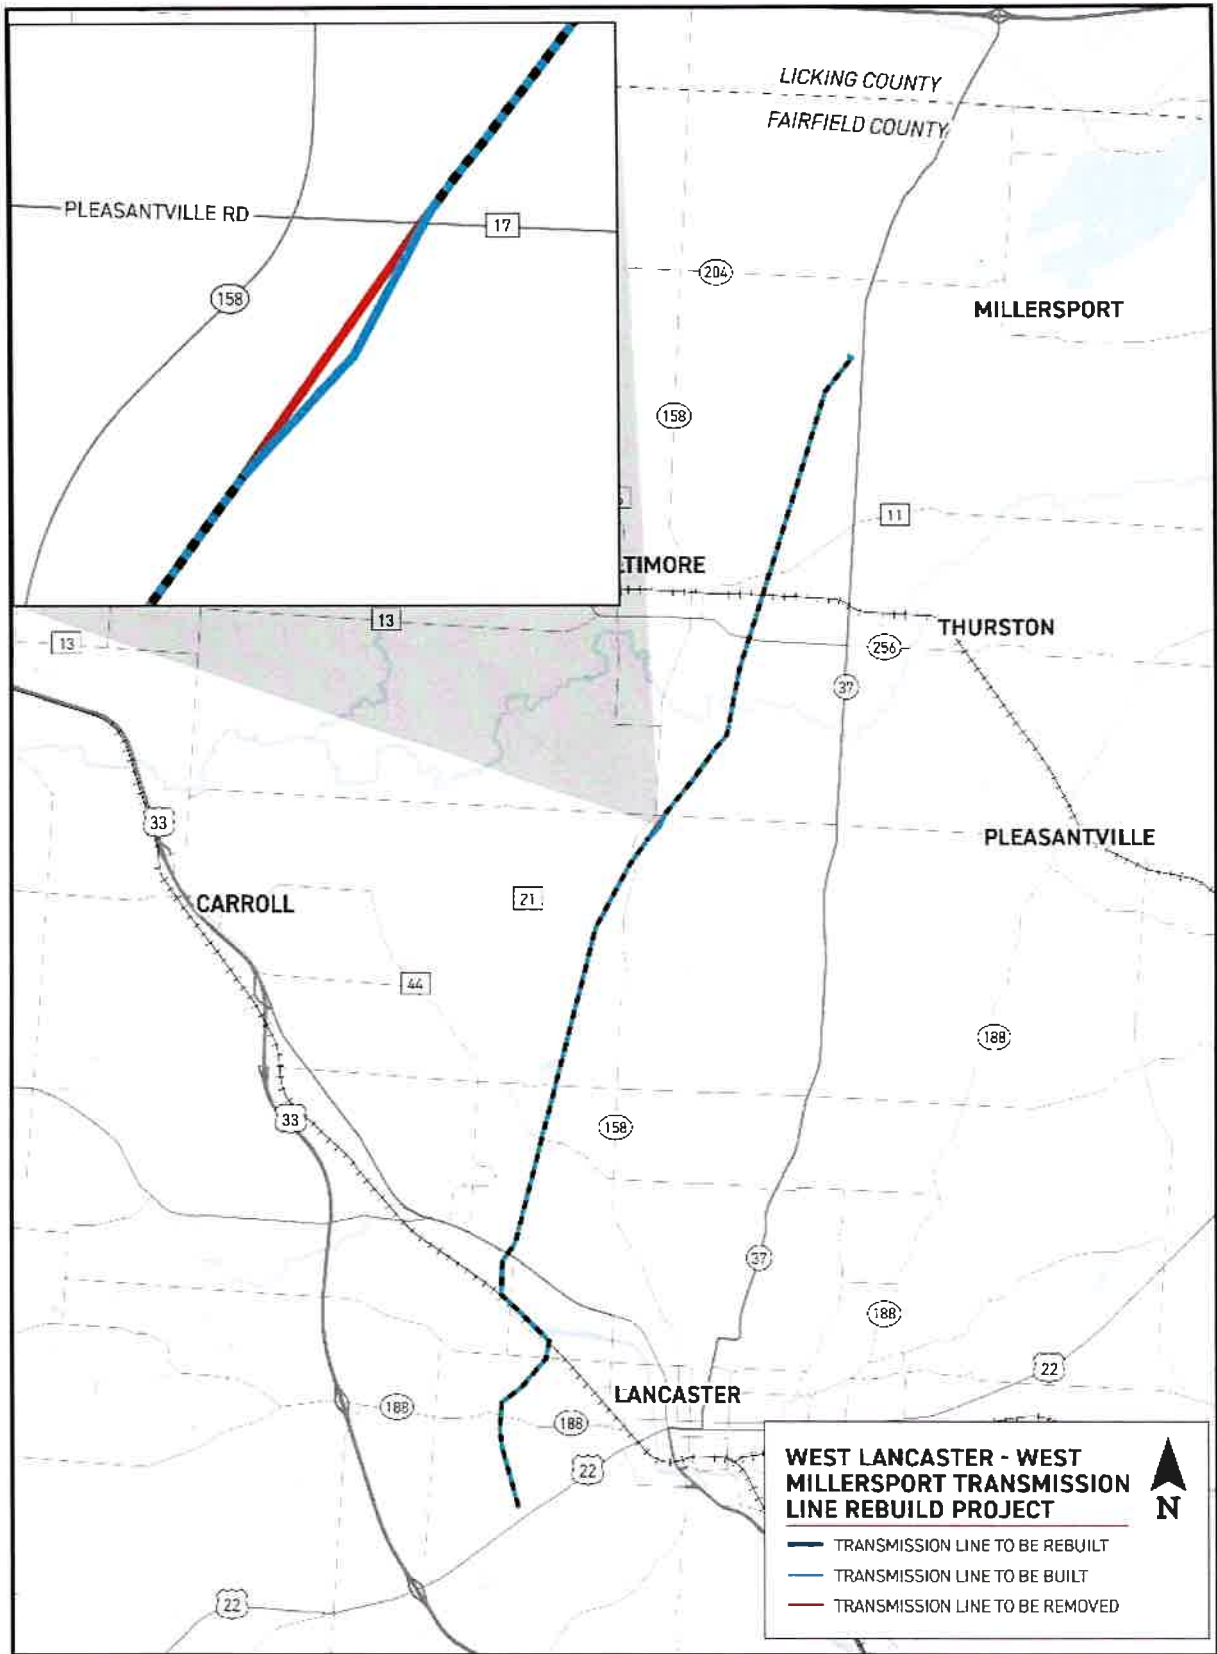 LICKING COUNTY
FAIRFIELD COUNTY
PLEASANTVILLE RD
17
158
204
MILLERSPORT
158
11
LTIMORE
13
13
THURSTON
256
37
33
PLEASANTVILLE
CARROLL
21
44
188
33
158
37
188
22
LANCASTER
188
188
22
22
WEST LANCASTER - WEST
MILLERSPORT TRANSMISSION
LINE REBUILD PROJECT
N
TRANSMISSION LINE TO BE REBUILT
TRANSMISSION LINE TO BE BUILT
TRANSMISSION LINE TO BE REMOVED